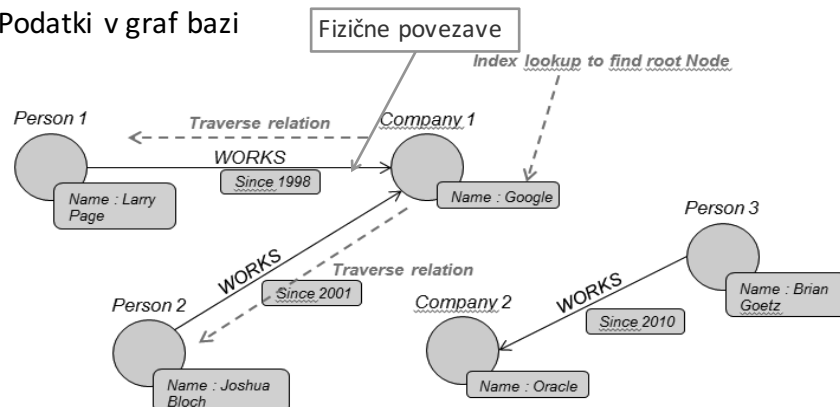 Podatki v graf bazi
Fizične povezave
Index lookup to find root Node
Person 1
Traverse relation
Company 1
WORKS
Since 1998
Name : Larry
Page
Name : Google
Person 3
WORKS
Since 2001
Traverse relation
Person 2
Company 2
WORKS
Since 2010
Name : Brian
Goetz
Name : Joshua
Bloch
Name : Oracle